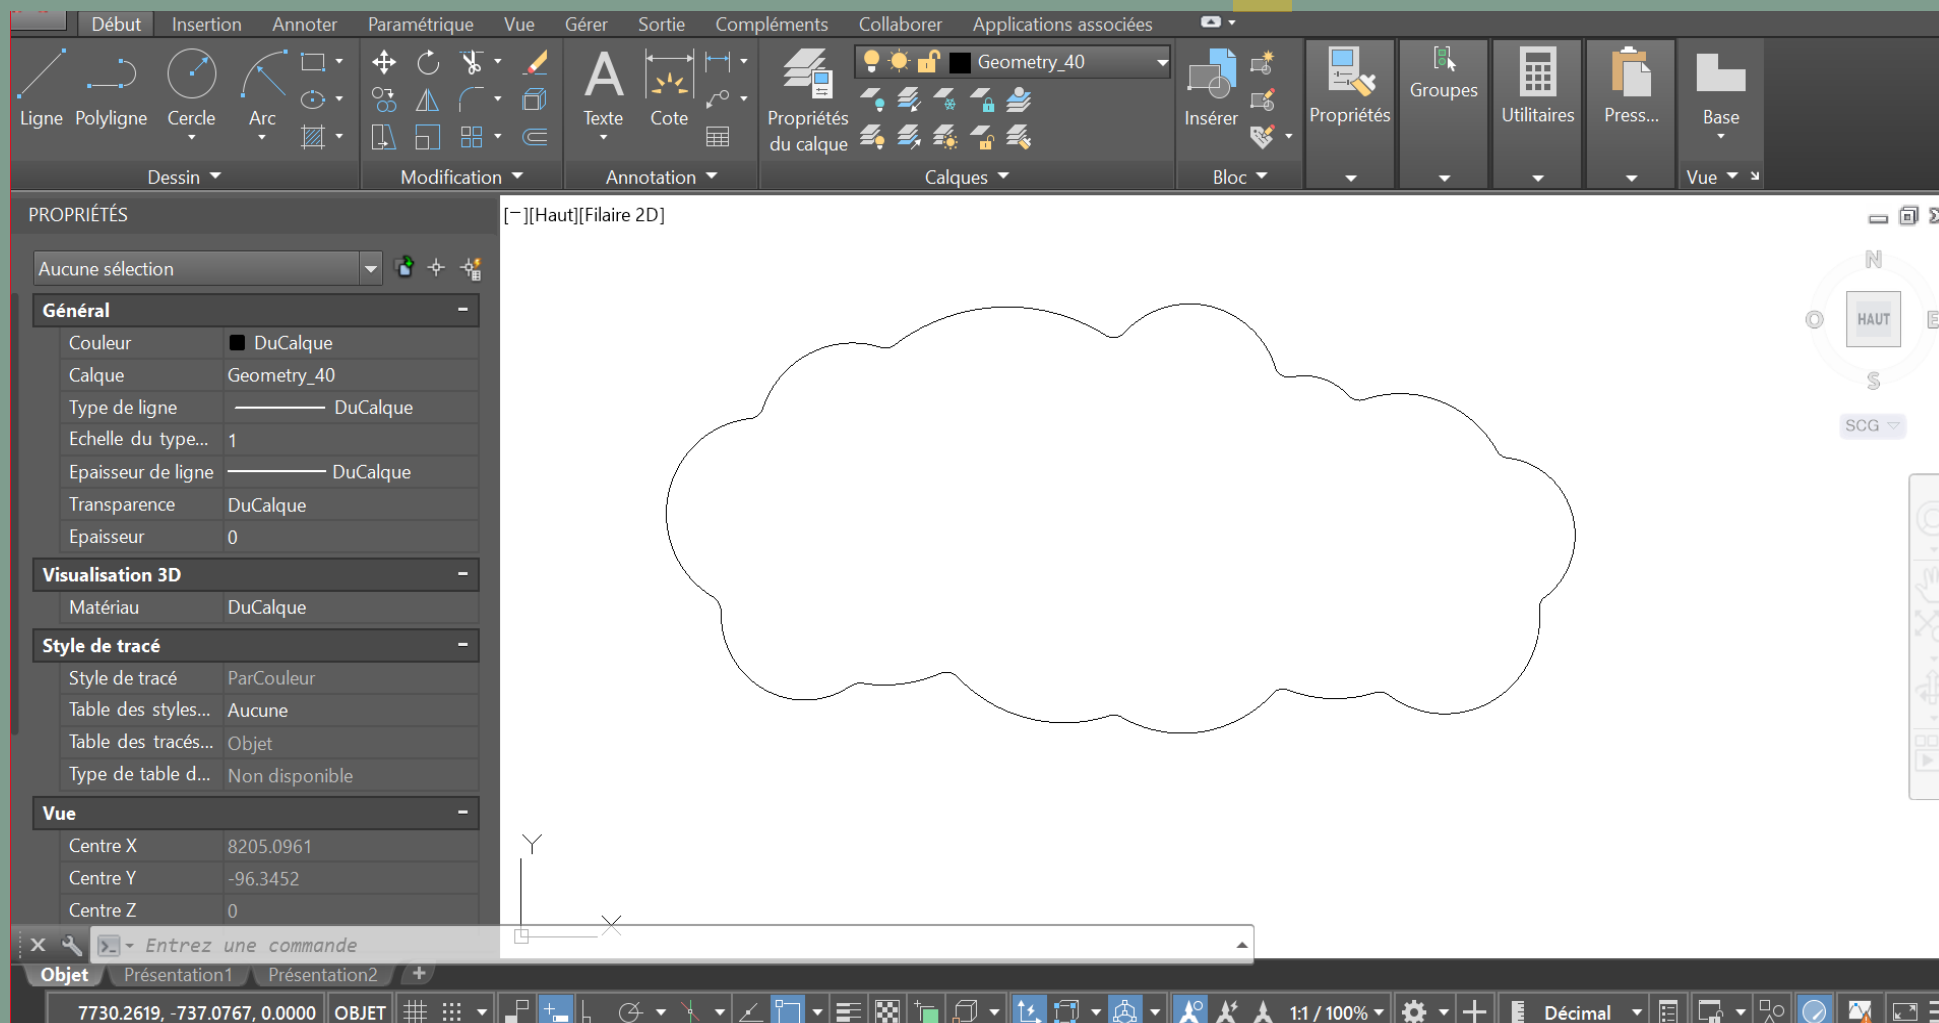 Début Insertion Annoter Paramétrique Vue Gérer Sortie Compléments Collaborer Applications associées
Geometry_40
Ligne Polyligne Cercle Arc Texte Cote Propriétés du calque Insérer Propriétés Groupes Utilitaires Press... Base
Dessin Modification Annotation Calques Bloc Vue
PROPRIÉTÉS
[−][Haut][Filaire 2D]
Aucune sélection
Général
Couleur DuCalque
Calque Geometry_40
Type de ligne DuCalque
Echelle du type... 1
Epaisseur de ligne DuCalque
Transparence DuCalque
Epaisseur 0
Visualisation 3D
Matériau DuCalque
Style de tracé
Style de tracé ParCouleur
Table des styles... Aucune
Table des tracés... Objet
Type de table d... Non disponible
Vue
Centre X 8205.0961
Centre Y -96.3452
Centre Z 0
N
O HAUT E
S
SCG
Y
X
Entrez une commande
Objet Présentation1 Présentation2 +
7730.2619, -737.0767, 0.0000 OBJET 1:1 / 100% Décimal